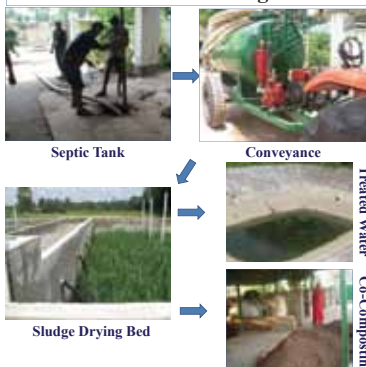 Septic Tank
Conveyance
Treated Water
Sludge Drying Bed